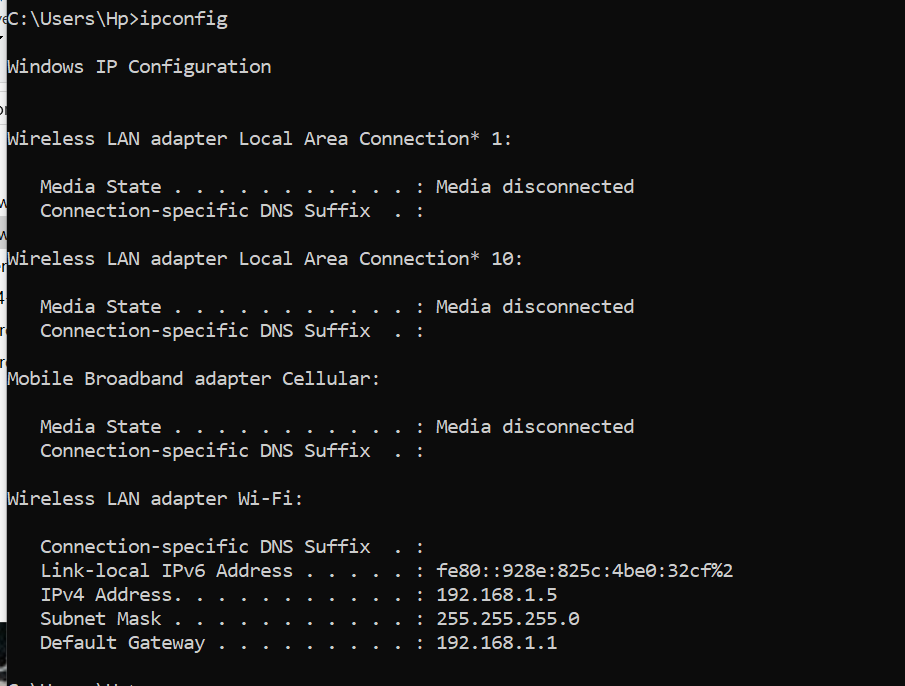 C:\Users\Hp>ipconfig
Windows IP Configuration
Wireless LAN adapter Local Area Connection* 1:
Media State . . . . . . . . . . . : Media disconnected
Connection-specific DNS Suffix  . :
Wireless LAN adapter Local Area Connection* 10:
Media State . . . . . . . . . . . : Media disconnected
Connection-specific DNS Suffix  . :
Mobile Broadband adapter Cellular:
Media State . . . . . . . . . . . : Media disconnected
Connection-specific DNS Suffix  . :
Wireless LAN adapter Wi-Fi:
Connection-specific DNS Suffix  . :
Link-local IPv6 Address . . . . . : fe80::928e:825c:4be0:32cf%2
IPv4 Address. . . . . . . . . . . : 192.168.1.5
Subnet Mask . . . . . . . . . . . : 255.255.255.0
Default Gateway . . . . . . . . . : 192.168.1.1